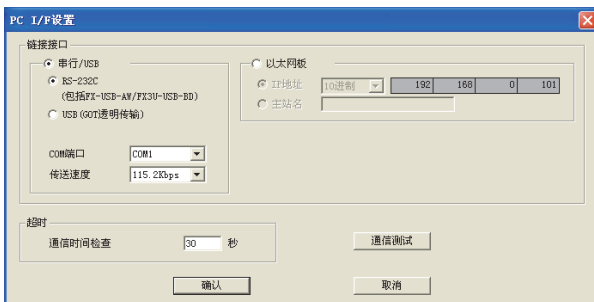 PC I/F设置
链接接口
串行/USB
RS-232C
(包括FX-USB-AW/FX3U-USB-BD)
USB(GOT透明传输)
COM端口 COM1
传送速度 115.2Kbps
以太网板
IP地址 10进制 192 168 0 101
主站名
超时
通信时间检查 30 秒
通信测试
确认 取消